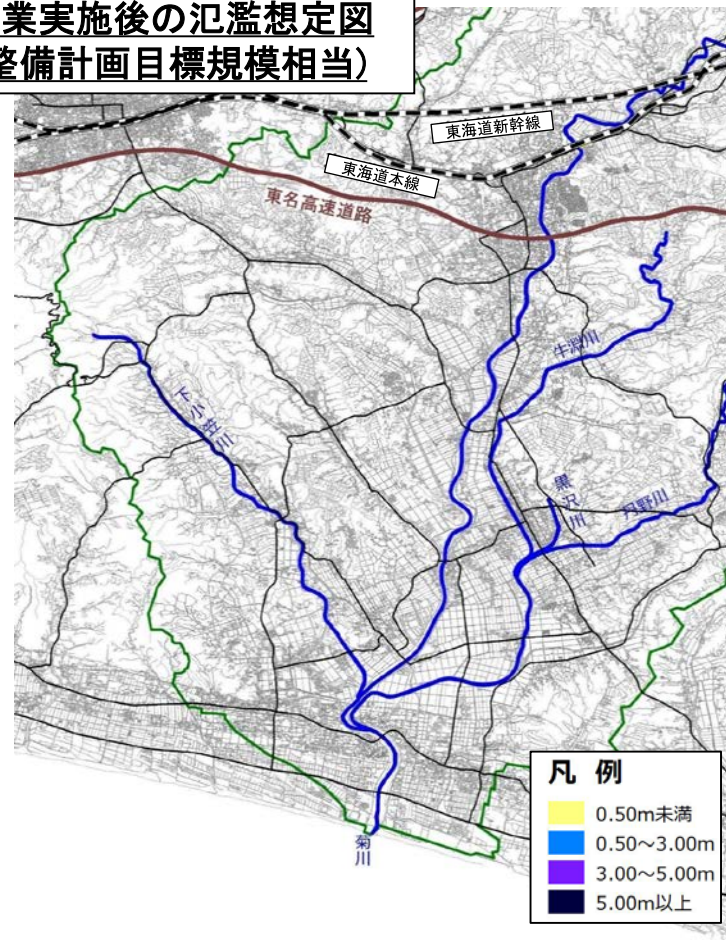 業実施後の氾濫想定図
整備計画目標規模相当)
東海道新幹線
東海道本線
東名高速道路
牛淵川
下小笠川
黒沢川
丹野川
菊川
凡 例
0.50m未満
0.50～3.00m
3.00～5.00m
5.00m以上